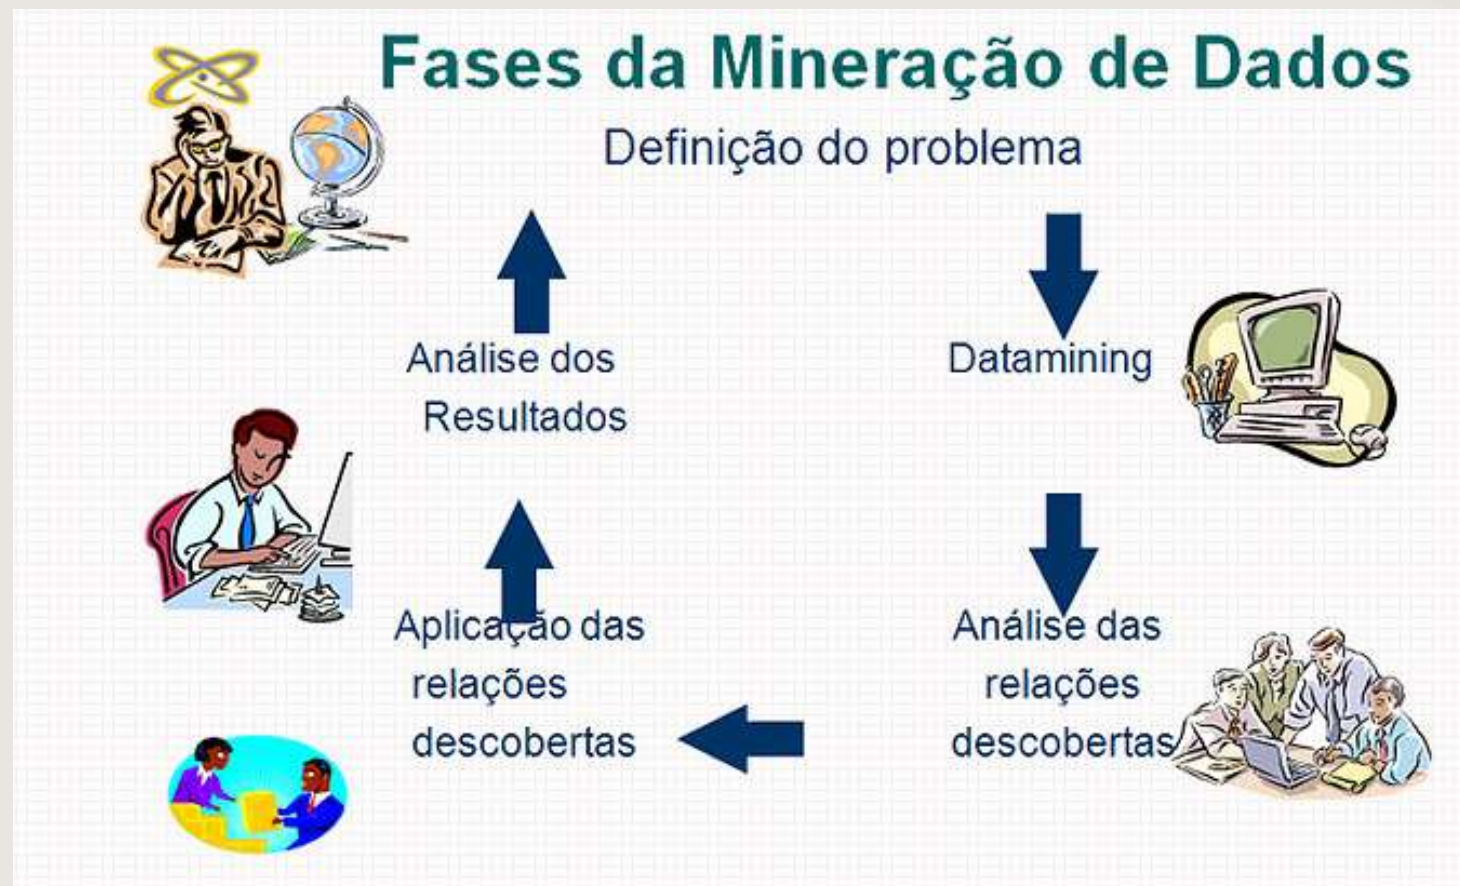 Fases da Mineração de Dados
Definição do problema
Datamining
Análise das
relações
descobertas
Aplicação das
relações
descobertas
Análise dos
Resultados